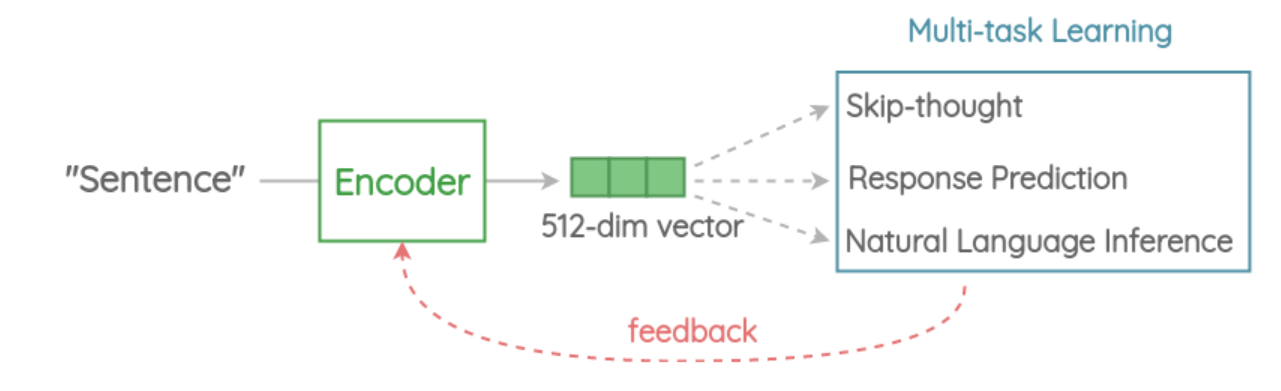 Multi-task Learning
Skip-thought
"Sentence"
Encoder
Response Prediction
512-dim vector
Natural Language Inference
feedback